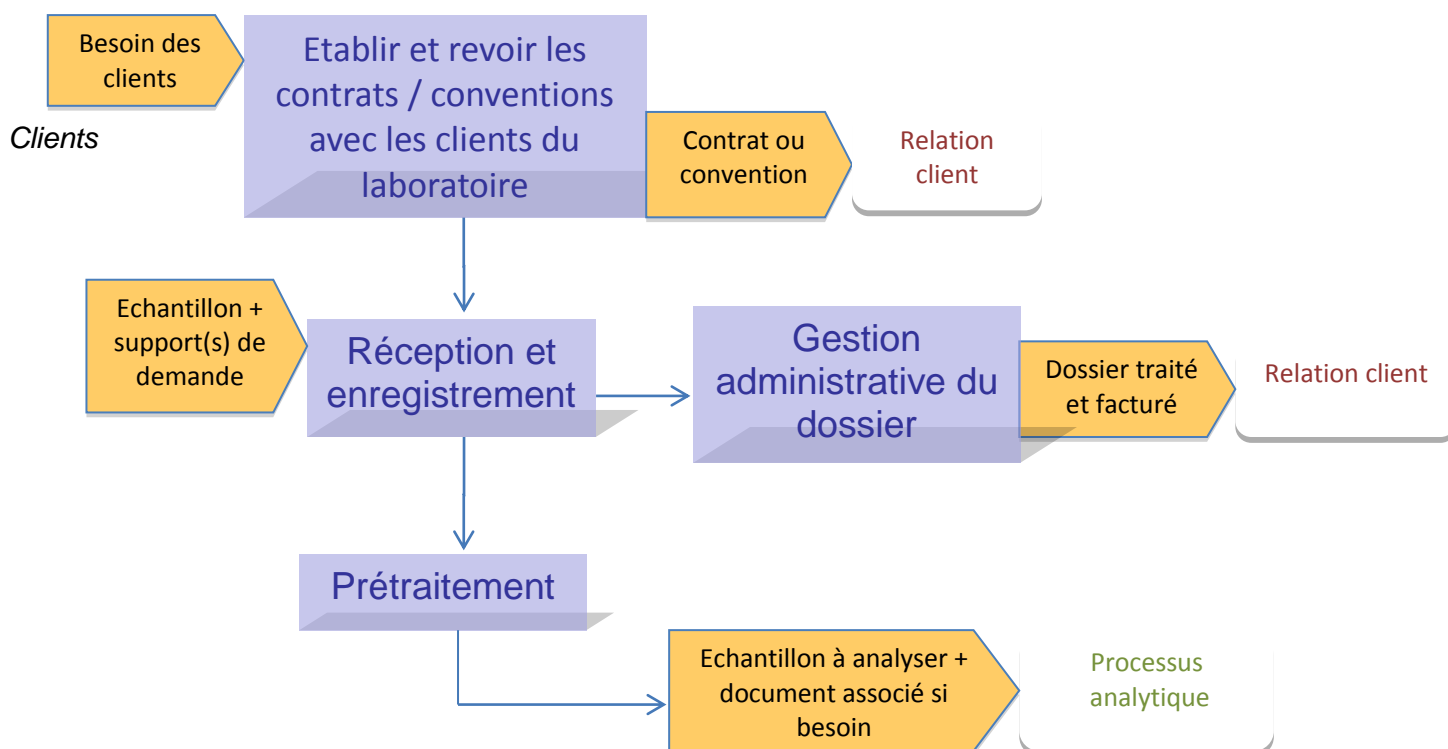 Besoin des
clients
Etablir et revoir les
contrats / conventions
avec les clients du
laboratoire
Clients
Contrat ou
convention
Relation
client
Echantillon +
support(s) de
demande
Réception et
enregistrement
Gestion
administrative du
dossier
Dossier traité
et facturé
Relation client
Prétraitement
Echantillon à analyser +
document associé si
besoin
Processus
analytique